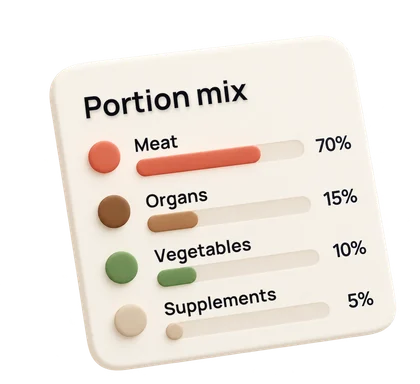 Portion mix
Meat 70%
Organs 15%
Vegetables 10%
Supplements 5%